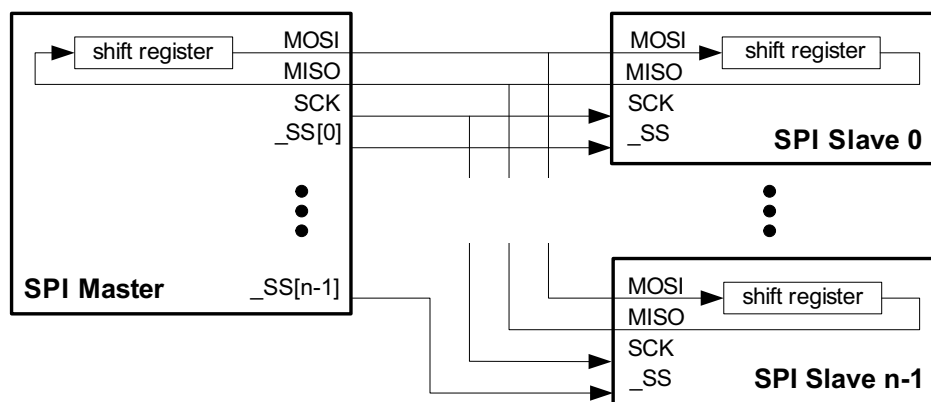 shift register
MOSI
MISO
SCK
_SS[0]
_SS[n-1]
SPI Master
MOSI
shift register
MISO
SCK
_SS
SPI Slave 0
MOSI
shift register
MISO
SCK
_SS
SPI Slave n-1